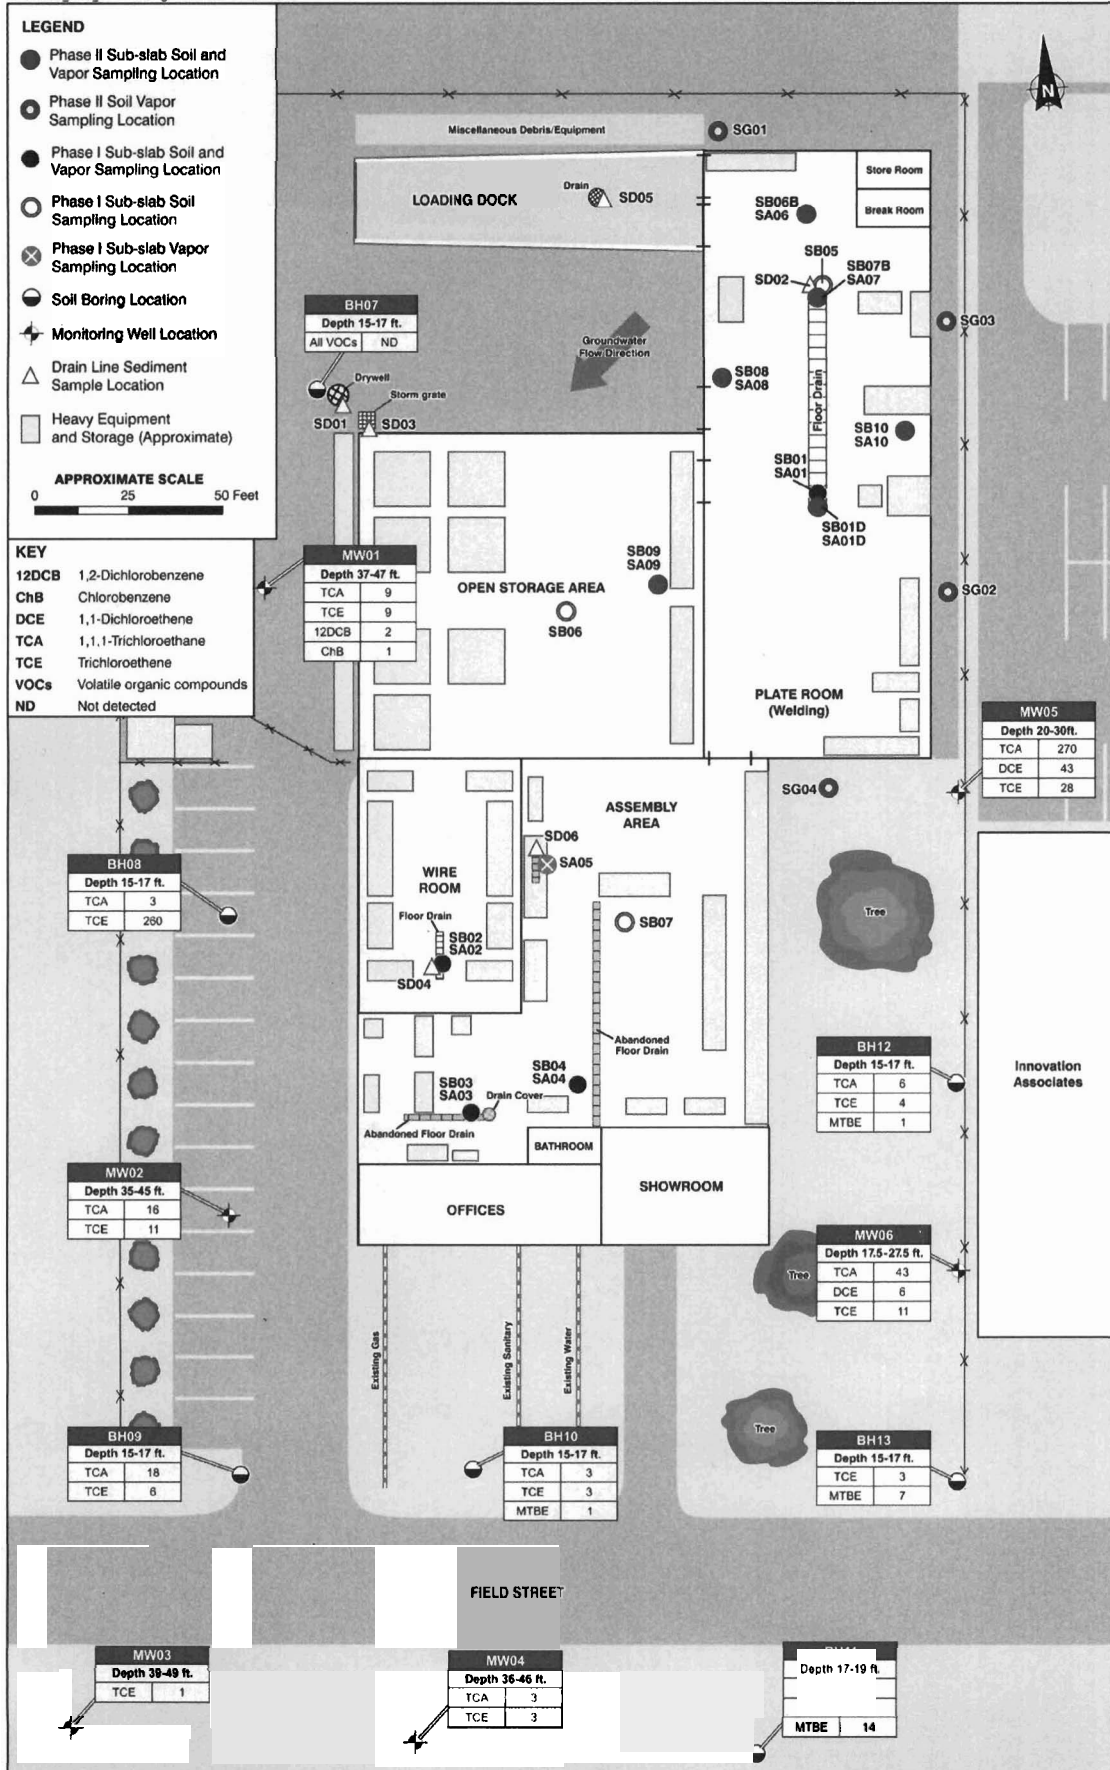 LEGEND
Phase II Sub-slab Soil and
Vapor Sampling Location
Phase II Soil Vapor
Sampling Location
Phase I Sub-slab Soil and
Vapor Sampling Location
Phase I Sub-slab Soil
Sampling Location
Phase I Sub-slab Vapor
Sampling Location
Soil Boring Location
Monitoring Well Location
Drain Line Sediment
Sample Location
Heavy Equipment
and Storage (Approximate)
APPROXIMATE SCALE
0 25 50 Feet
KEY
12DCB 1,2-Dichlorobenzene
ChB Chlorobenzene
DCE 1,1-Dichloroethene
TCA 1,1,1-Trichloroethane
TCE Trichloroethene
VOCs Volatile organic compounds
ND Not detected
N
Miscellaneous Debris/Equipment
SG01
LOADING DOCK
Drain
SD05
Store Room
Break Room
SB06B
SA06
SB05
SD02
SB07B
SA07
SG03
BH07
Depth 15-17 ft.
All VOCs ND
Groundwater
Flow Direction
Drywell
Storm grate
SD01
SD03
SB08
SA08
Floor Drain
SB10
SA10
SB01
SA01
SB01D
SA01D
MW01
Depth 37-47 ft.
TCA 9
TCE 9
12DCB 2
ChB 1
OPEN STORAGE AREA
SB09
SA09
SB06
SG02
PLATE ROOM
(Welding)
MW05
Depth 20-30ft.
TCA 270
DCE 43
TCE 28
SG04
ASSEMBLY
AREA
SD06
SA05
WIRE
ROOM
Floor Drain
SB02
SA02
SD04
SB07
Tree
BH08
Depth 15-17 ft.
TCA 3
TCE 260
Abandoned
Floor Drain
SB04
SA04
SB03
SA03
Drain Cover
Abandoned Floor Drain
BATHROOM
OFFICES
SHOWROOM
BH12
Depth 15-17 ft.
TCA 6
TCE 4
MTBE 1
Innovation
Associates
MW02
Depth 35-45 ft.
TCA 16
TCE 11
MW06
Depth 17.5-27.5 ft.
TCA 43
DCE 6
TCE 11
Tree
Existing Gas
Existing Sanitary
Existing Water
Tree
BH09
Depth 15-17 ft.
TCA 18
TCE 6
BH10
Depth 15-17 ft.
TCA 3
TCE 3
MTBE 1
BH13
Depth 15-17 ft.
TCE 3
MTBE 7
FIELD STREET
MW03
Depth 39-49 ft.
TCE 1
MW04
Depth 36-46 ft.
TCA 3
TCE 3
Depth 17-19 ft.
MTBE 14